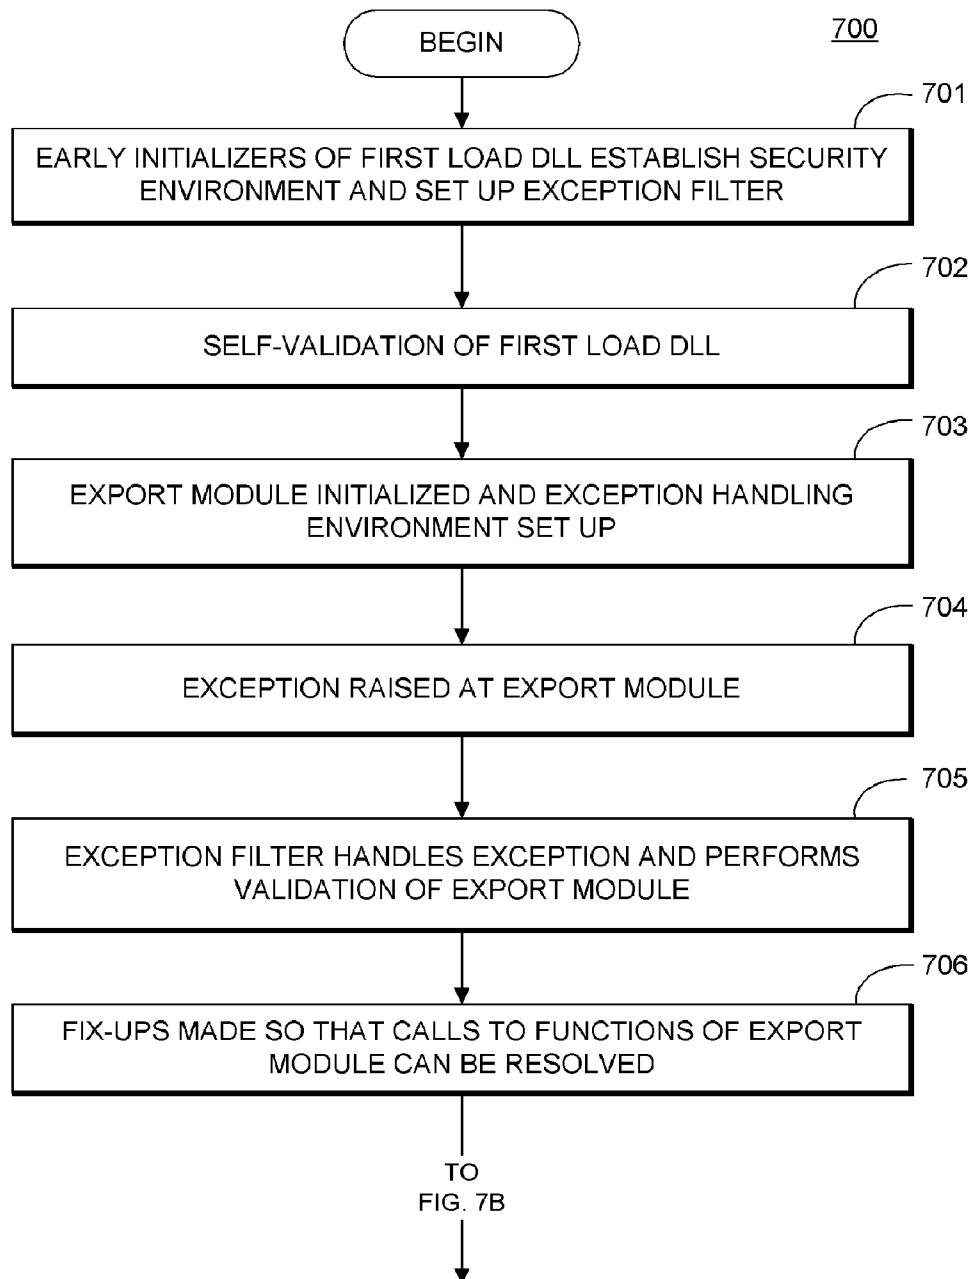 BEGIN
700
701
EARLY INITIALIZERS OF FIRST LOAD DLL ESTABLISH SECURITY
ENVIRONMENT AND SET UP EXCEPTION FILTER
702
SELF-VALIDATION OF FIRST LOAD DLL
703
EXPORT MODULE INITIALIZED AND EXCEPTION HANDLING
ENVIRONMENT SET UP
704
EXCEPTION RAISED AT EXPORT MODULE
705
EXCEPTION FILTER HANDLES EXCEPTION AND PERFORMS
VALIDATION OF EXPORT MODULE
706
FIX-UPS MADE SO THAT CALLS TO FUNCTIONS OF EXPORT
MODULE CAN BE RESOLVED
TO
FIG. 7B